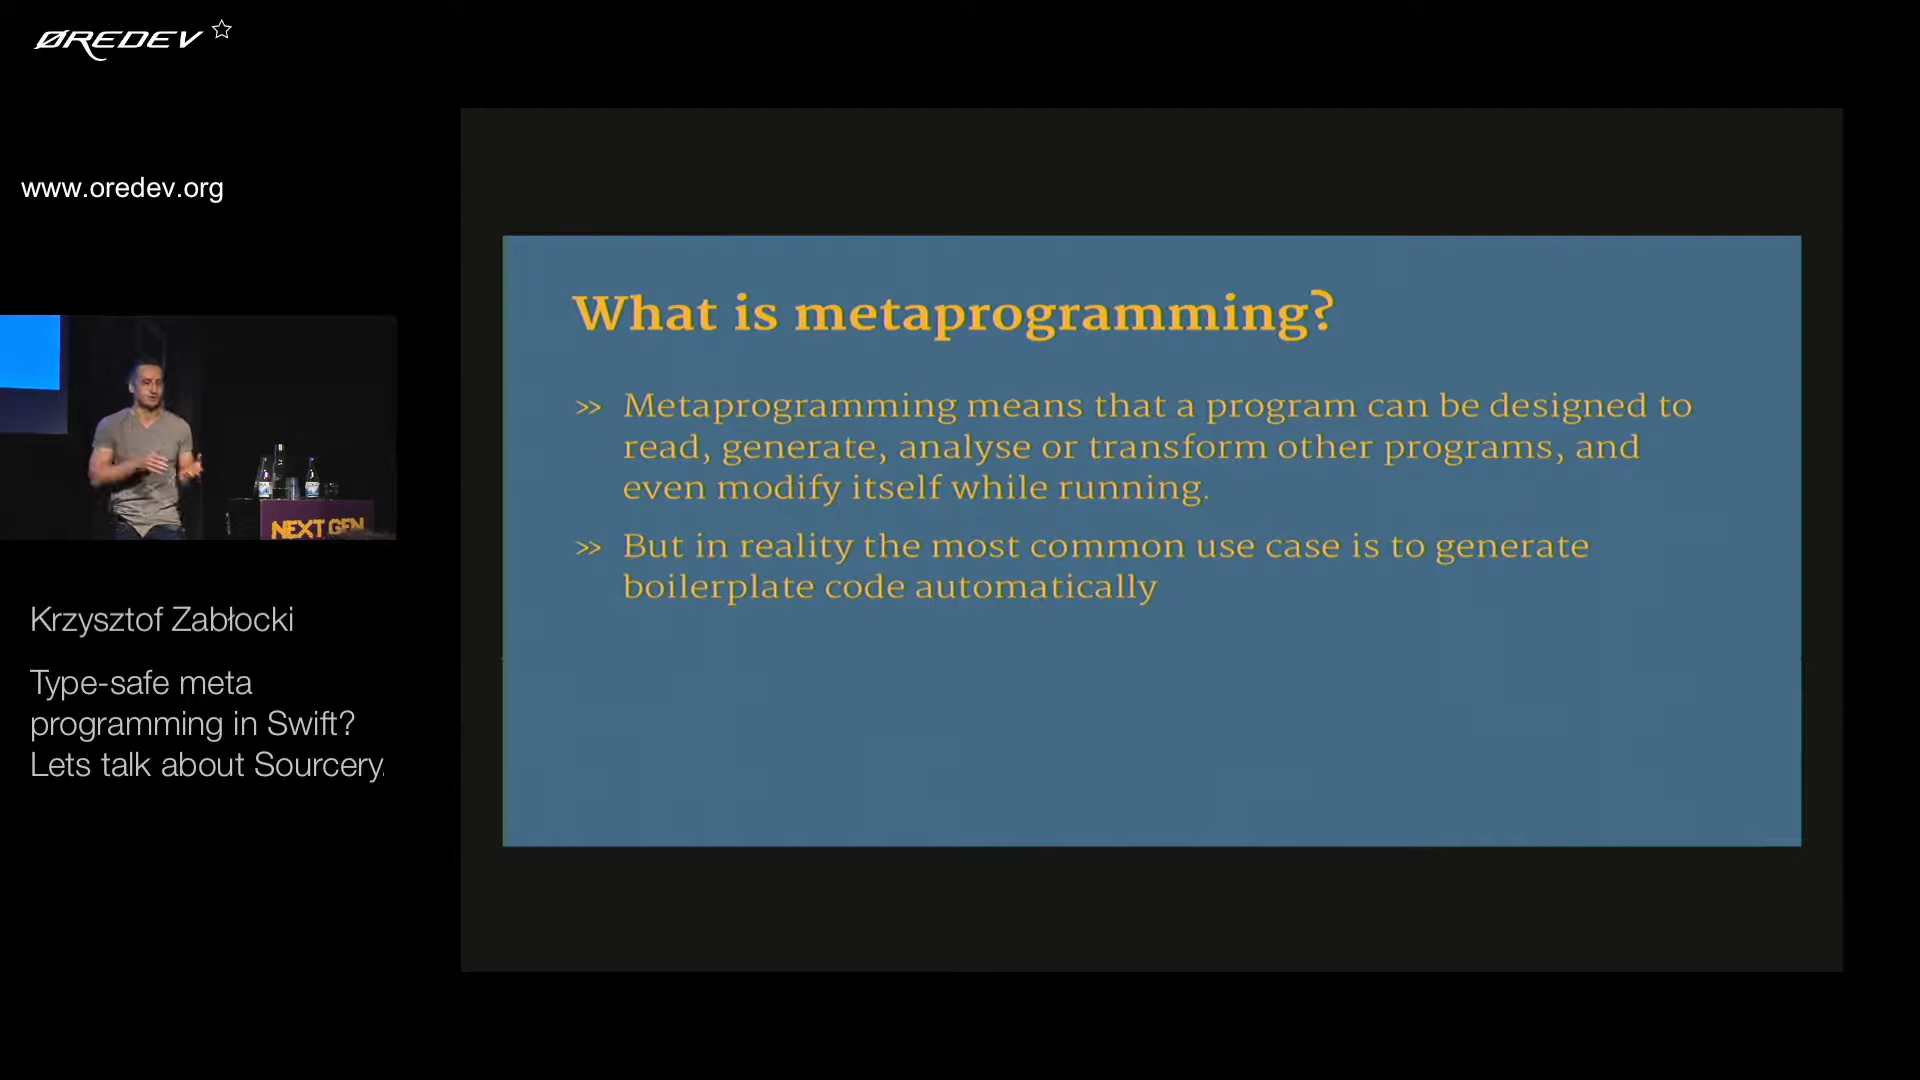 ØREDEV
www.oredev.org
What is metaprogramming?
>> Metaprogramming means that a program can be designed to
read, generate, analyse or transform other programs, and
even modify itself while running.
>> But in reality the most common use case is to generate
boilerplate code automatically
NEXT GEN
Krzysztof Zabłocki
Type-safe meta
programming in Swift?
Lets talk about Sourcery.